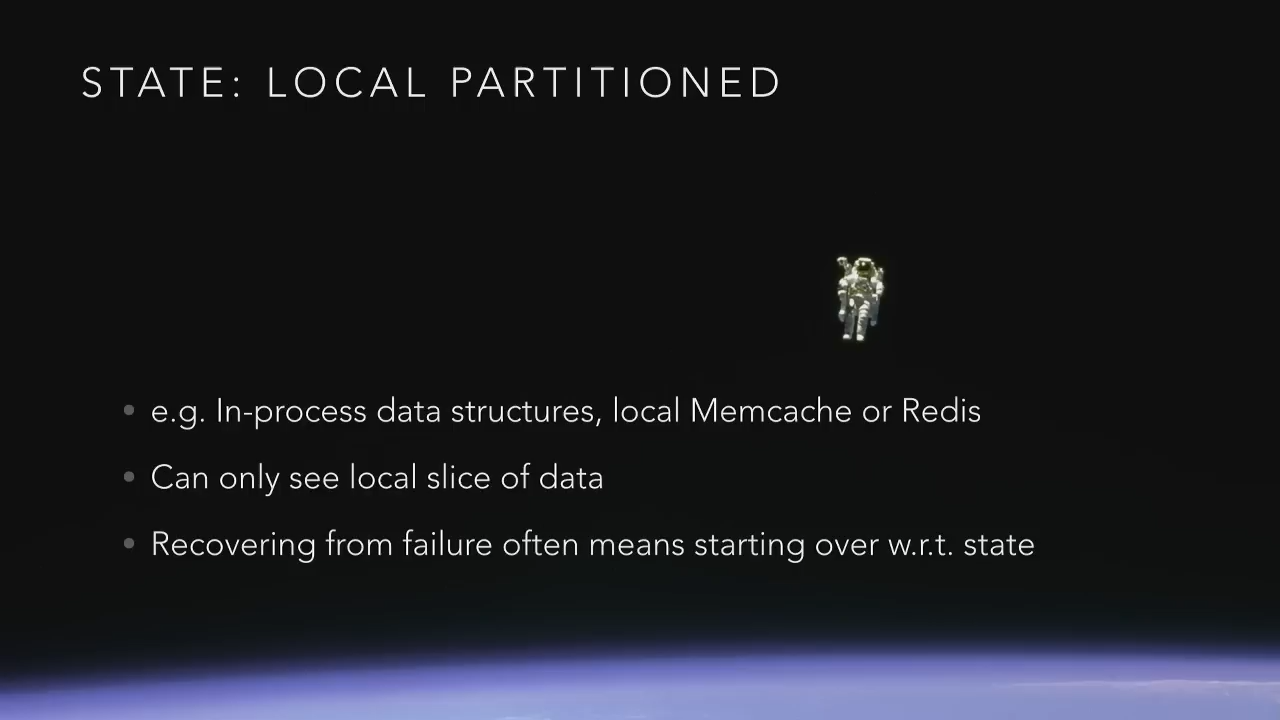 STATE: LOCAL PARTITIONED
e.g. In-process data structures, local Memcache or Redis
Can only see local slice of data
Recovering from failure often means starting over w.r.t. state